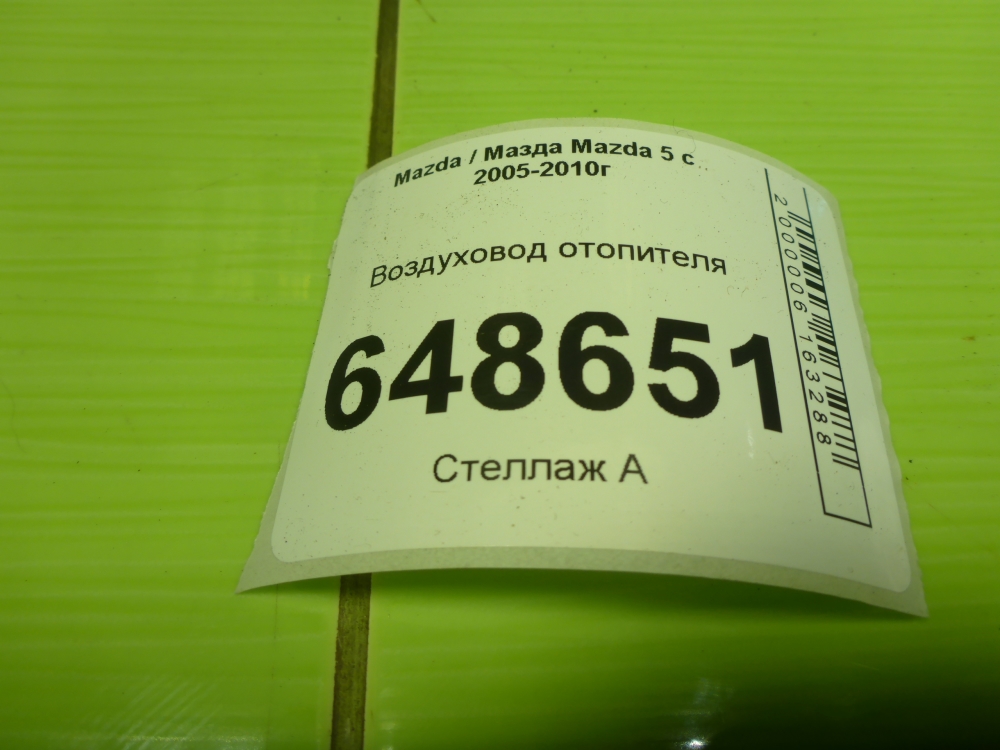 Mazda / Мазда Mazda 5 с
2005-2010г
Воздуховод отопителя
648651
Стеллаж А
2000006163288